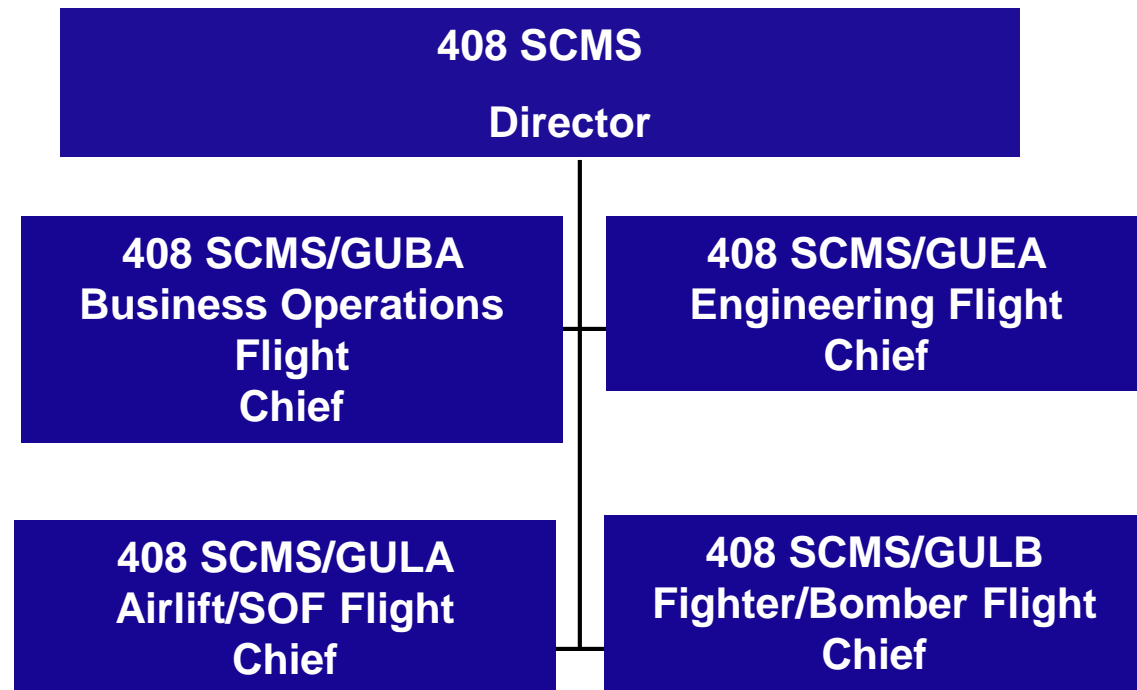 408 SCMS
Director
408 SCMS/GUBA
Business Operations
Flight
Chief
408 SCMS/GUEA
Engineering Flight
Chief
408 SCMS/GULA
Airlift/SOF Flight
Chief
408 SCMS/GULB
Fighter/Bomber Flight
Chief